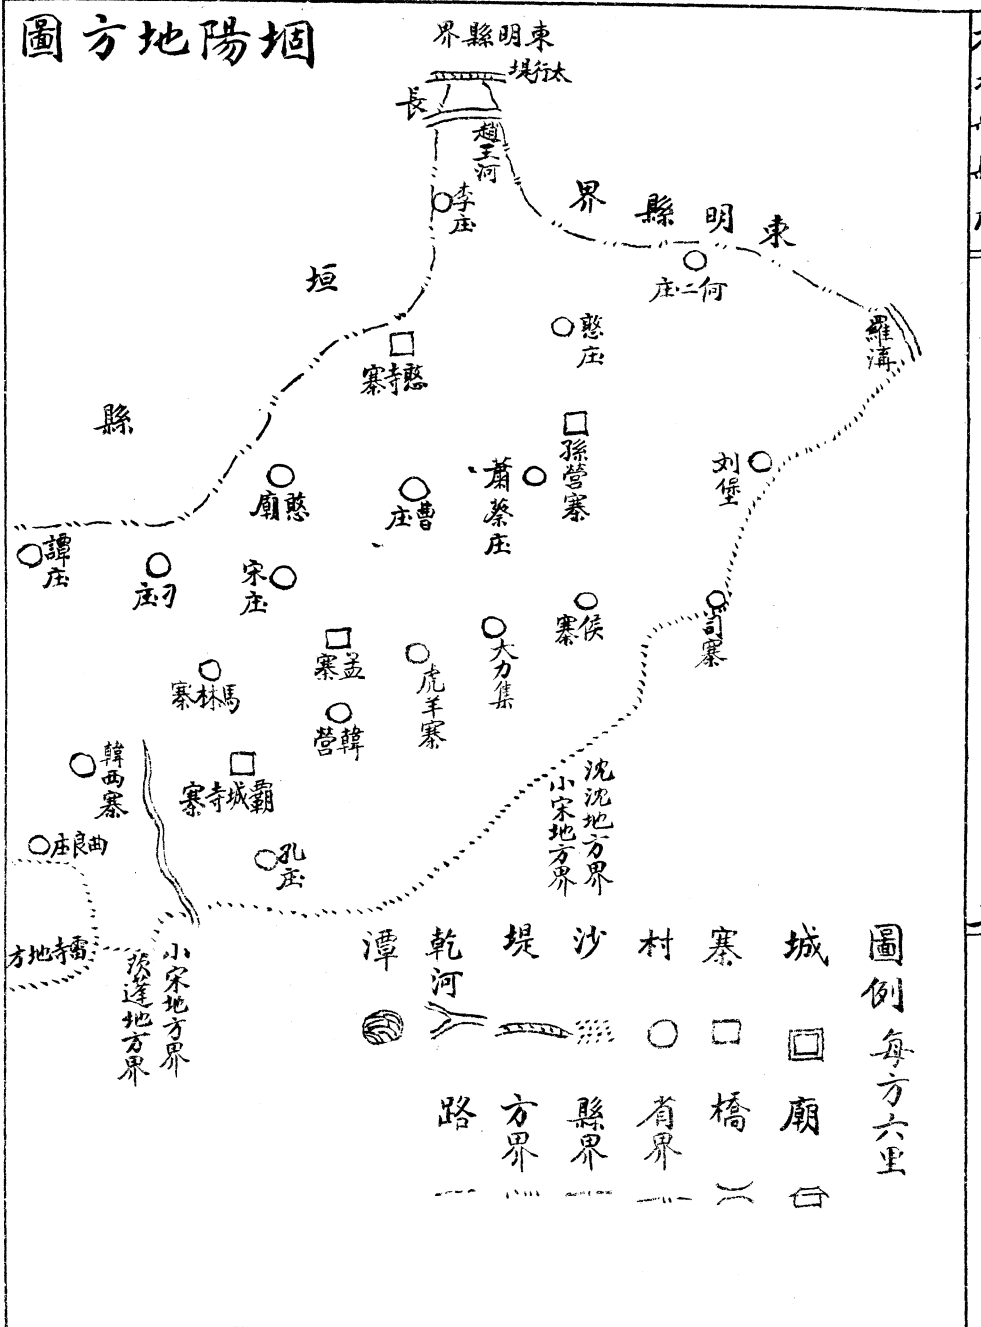 堌陽地方圖
東明縣界
太行堤
趙王河
長
垣
縣
東明縣界
李庄
何二庄
憨庄
羅溝
憨寺寨
孫營寨
刘堡
蕭蔡庄
曹庄
憨廟
譚庄
刁庄
宋庄
侯寨
司寨
大力集
虎羊寨
孟寨
馬林寨
韓營
韓西寨
霸城寺寨
曲良庄
孔庄
沈沈地方界
小宋地方界
雷寺地方
小宋地方界
茨蓬地方界
圖例 每方六里
城
寨
村
沙
堤
乾河
潭
廟
橋
省界
縣界
方界
路